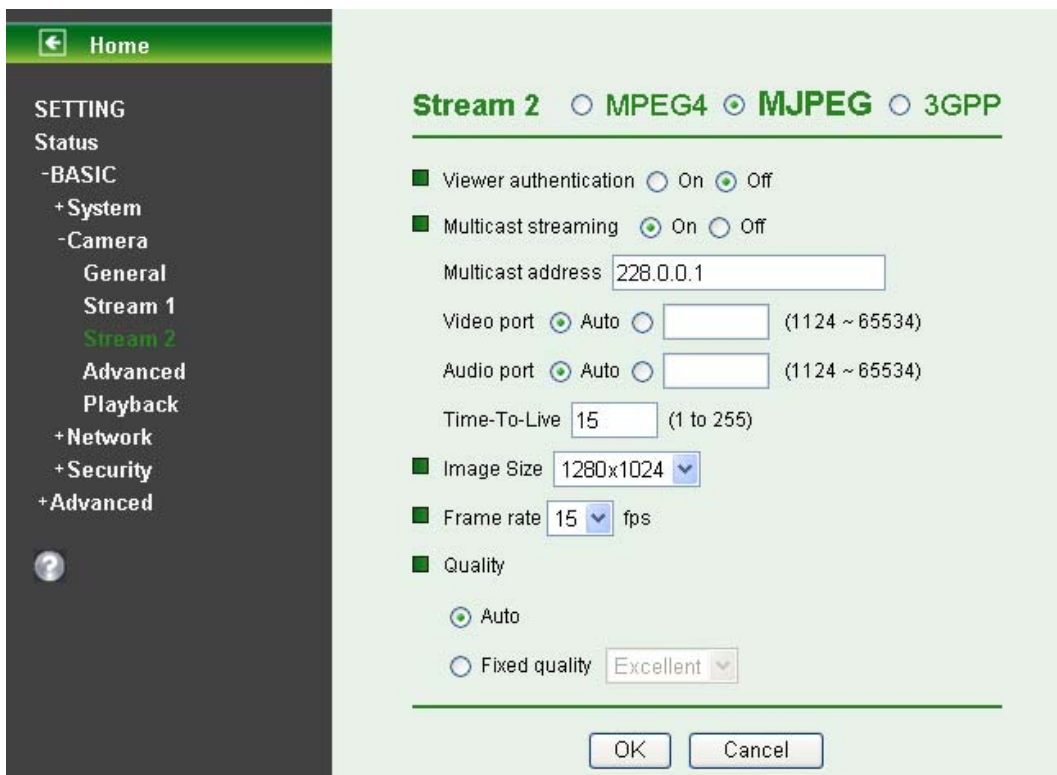 Home
SETTING
Status
-BASIC
+System
-Camera
General
Stream 1
Stream 2
Advanced
Playback
+Network
+Security
+Advanced
?
Stream 2 MPEG4 MJPEG 3GPP
Viewer authentication On Off
Multicast streaming On Off
Multicast address 228.0.0.1
Video port Auto (1124 ~ 65534)
Audio port Auto (1124 ~ 65534)
Time-To-Live 15 (1 to 255)
Image Size 1280x1024
Frame rate 15 fps
Quality
Auto
Fixed quality Excellent
OK Cancel